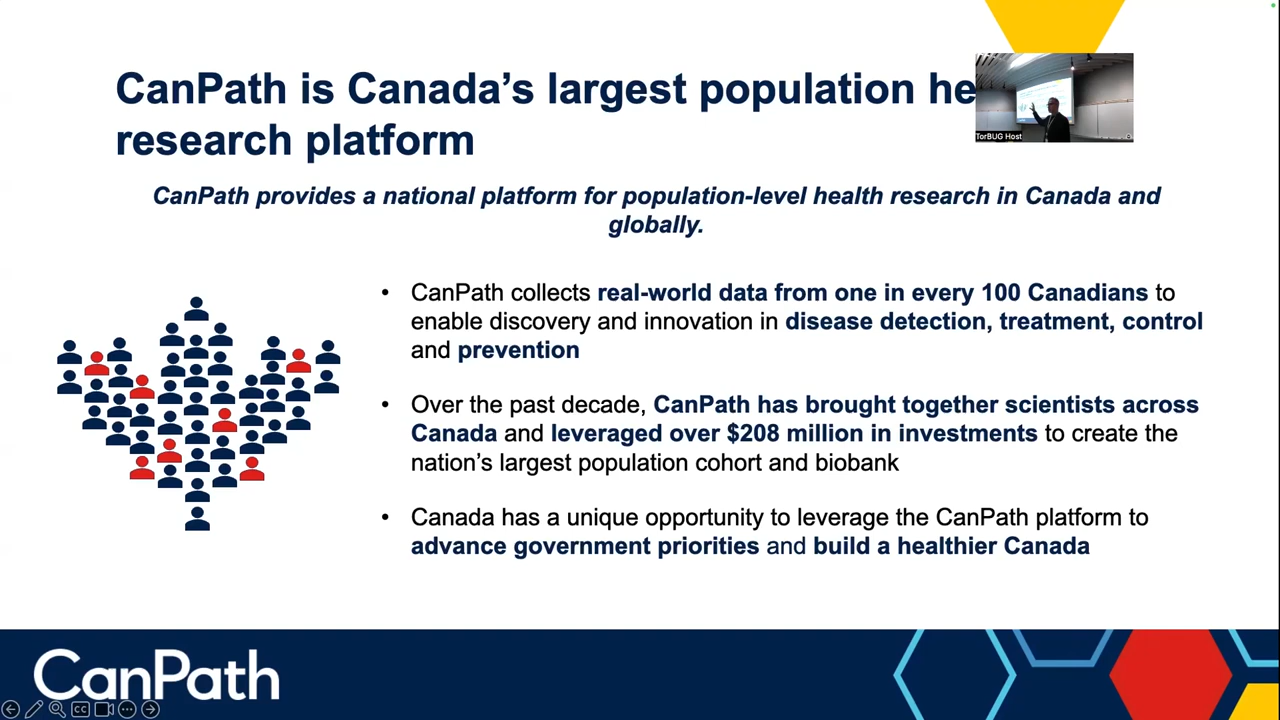 CanPath is Canada's largest population he
research platform
TorBUG Host
CanPath provides a national platform for population-level health research in Canada and
globally.
• CanPath collects real-world data from one in every 100 Canadians to
enable discovery and innovation in disease detection, treatment, control
and prevention
• Over the past decade, CanPath has brought together scientists across
Canada and leveraged over $208 million in investments to create the
nation's largest population cohort and biobank
• Canada has a unique opportunity to leverage the CanPath platform to
advance government priorities and build a healthier Canada
CanPath
CC